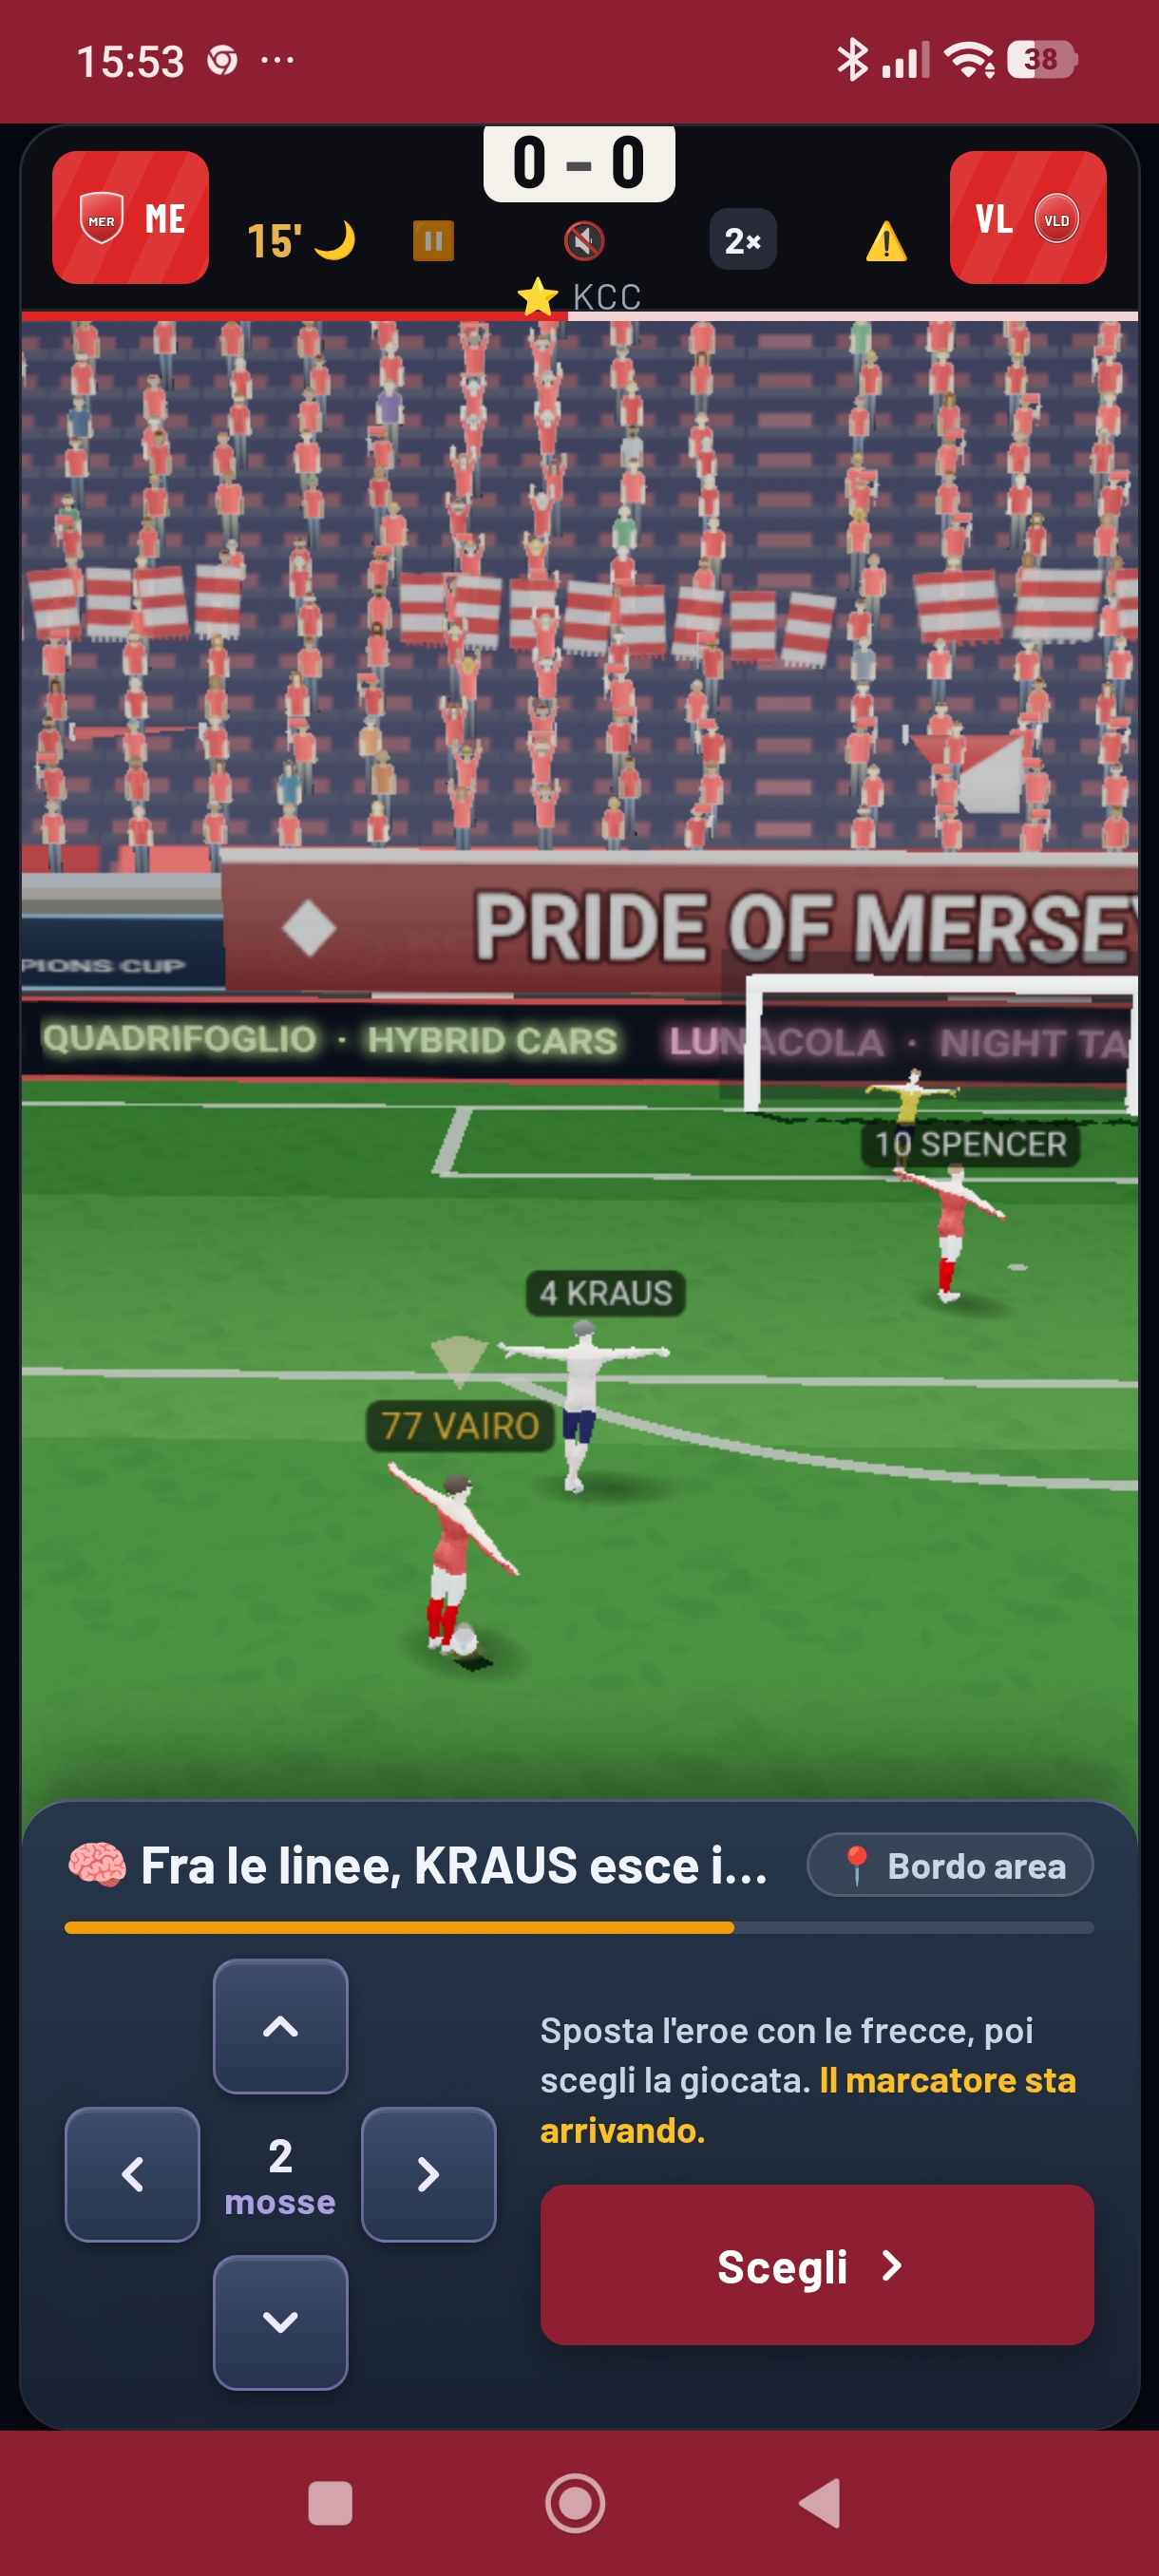 15:53 ... 38
0 - 0
MER ME
VL VLD
15' 2×
KCC
PRIDE OF MERSEY
PIONS CUP
QUADRIFOGLIO · HYBRID CARS LUNACOLA · NIGHT TA
10 SPENCER
4 KRAUS
77 VAIRO
Fra le linee, KRAUS esce i...
Bordo area
Sposta l'eroe con le frecce, poi
scegli la giocata. Il marcatore sta
arrivando.
2
mosse
Scegli